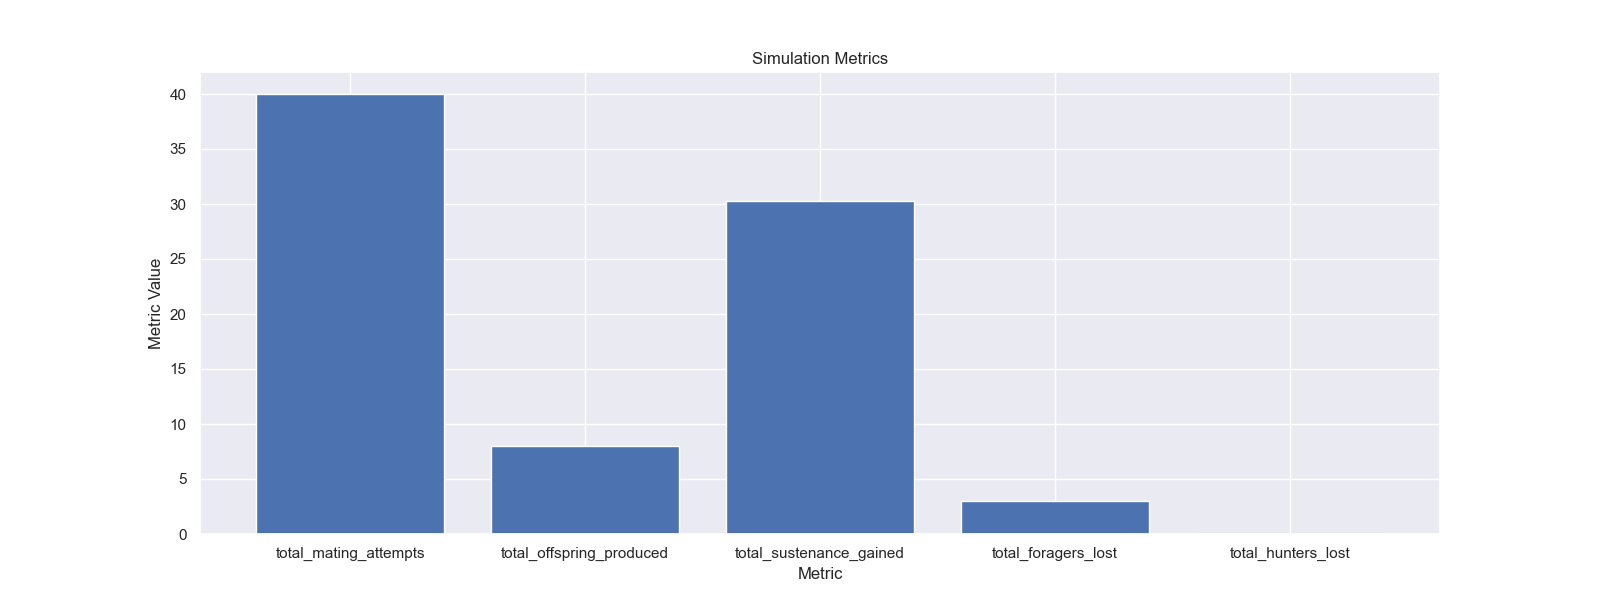 Simulation Metrics
Metric Value
40
35
30
25
20
15
10
5
0
total_mating_attempts total_offspring_produced total_sustenance_gained total_foragers_lost total_hunters_lost
Metric